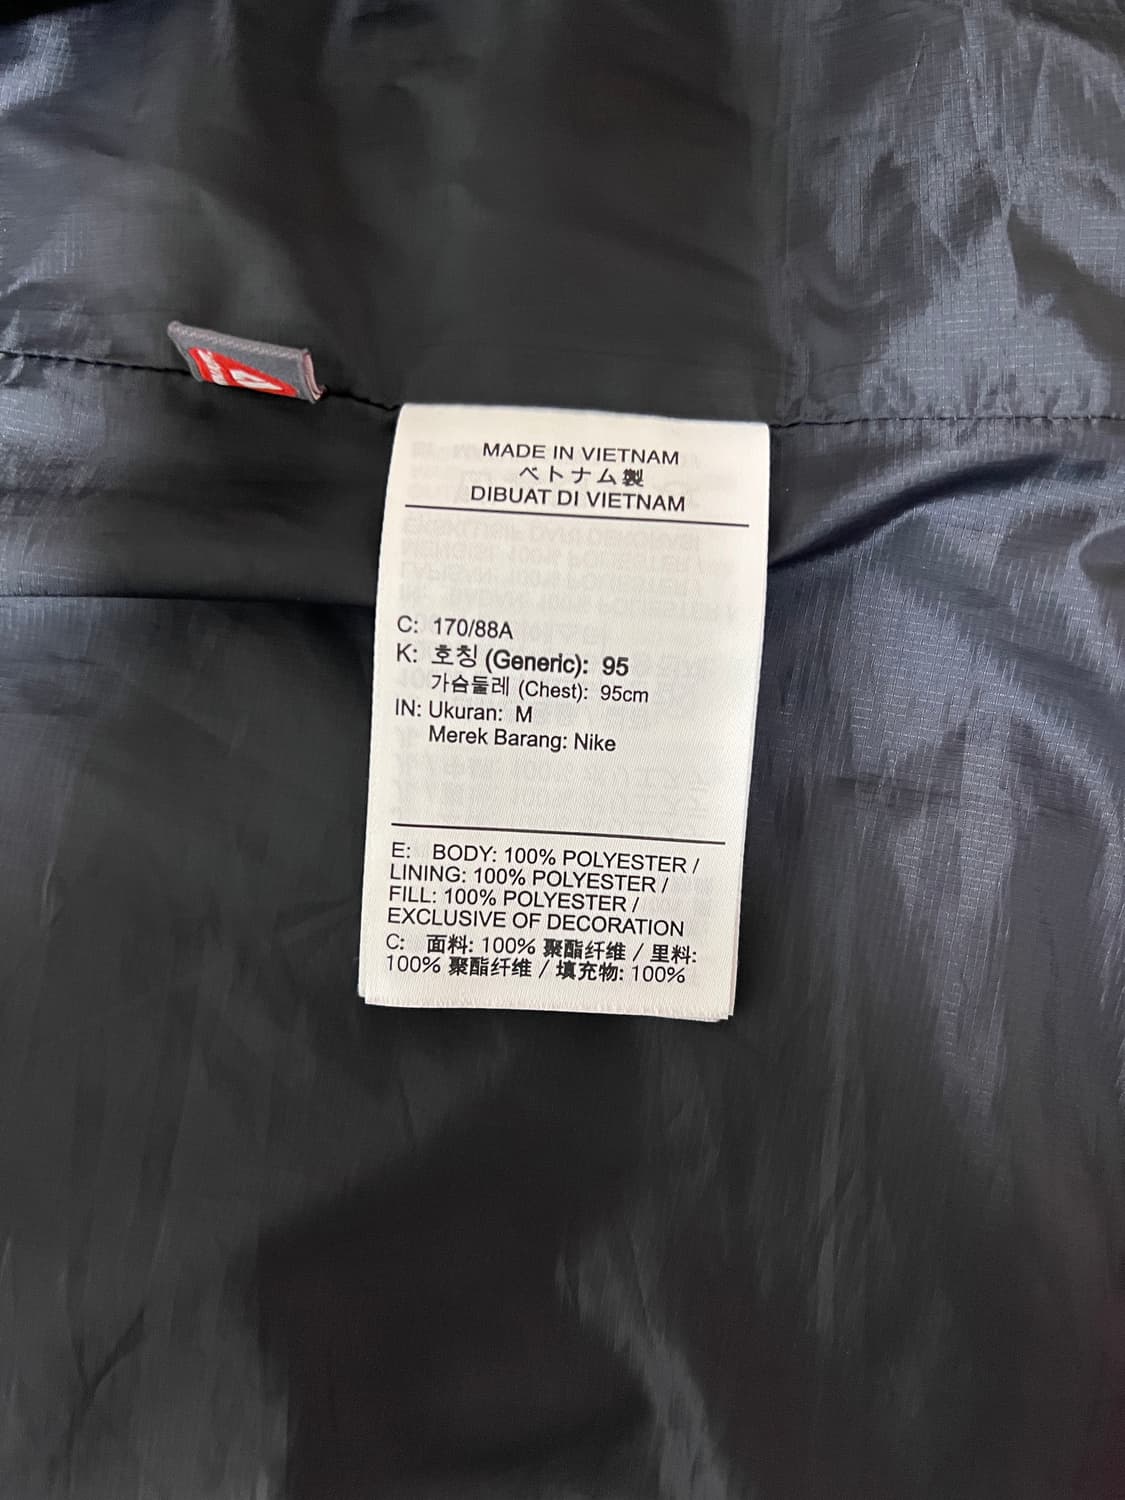 MADE IN VIETNAM
ベトナム製
DIBUAT DI VIETNAM
C: 170/88A
K: 호칭 (Generic): 95
가슴둘레 (Chest): 95cm
IN: Ukuran: M
Merek Barang: Nike
E: BODY: 100% POLYESTER /
LINING: 100% POLYESTER /
FILL: 100% POLYESTER /
EXCLUSIVE OF DECORATION
C: 面料: 100% 聚酯纤维 / 里料:
100% 聚酯纤维 / 填充物: 100%